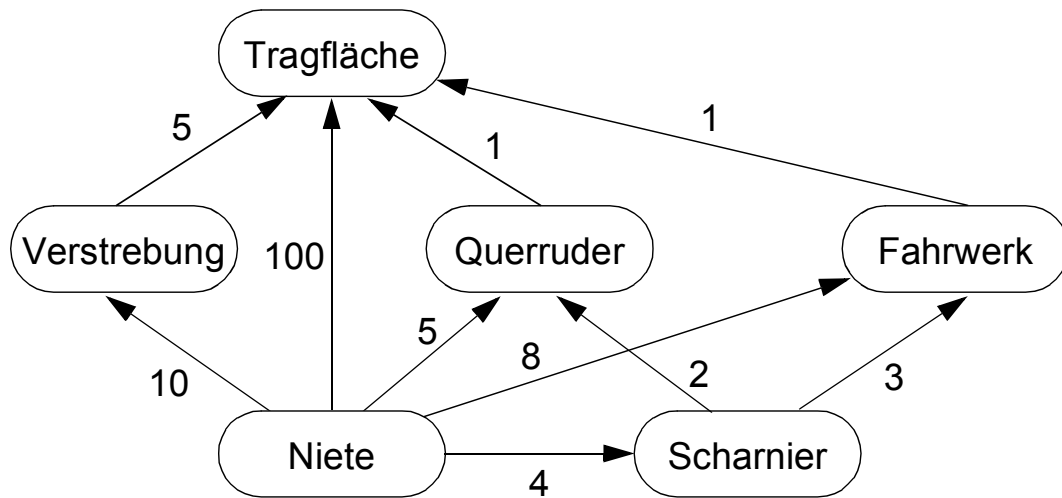 Tragfläche
5
1
1
Verstrebung
100
Querruder
Fahrwerk
10
5
8
2
3
Niete
4
Scharnier